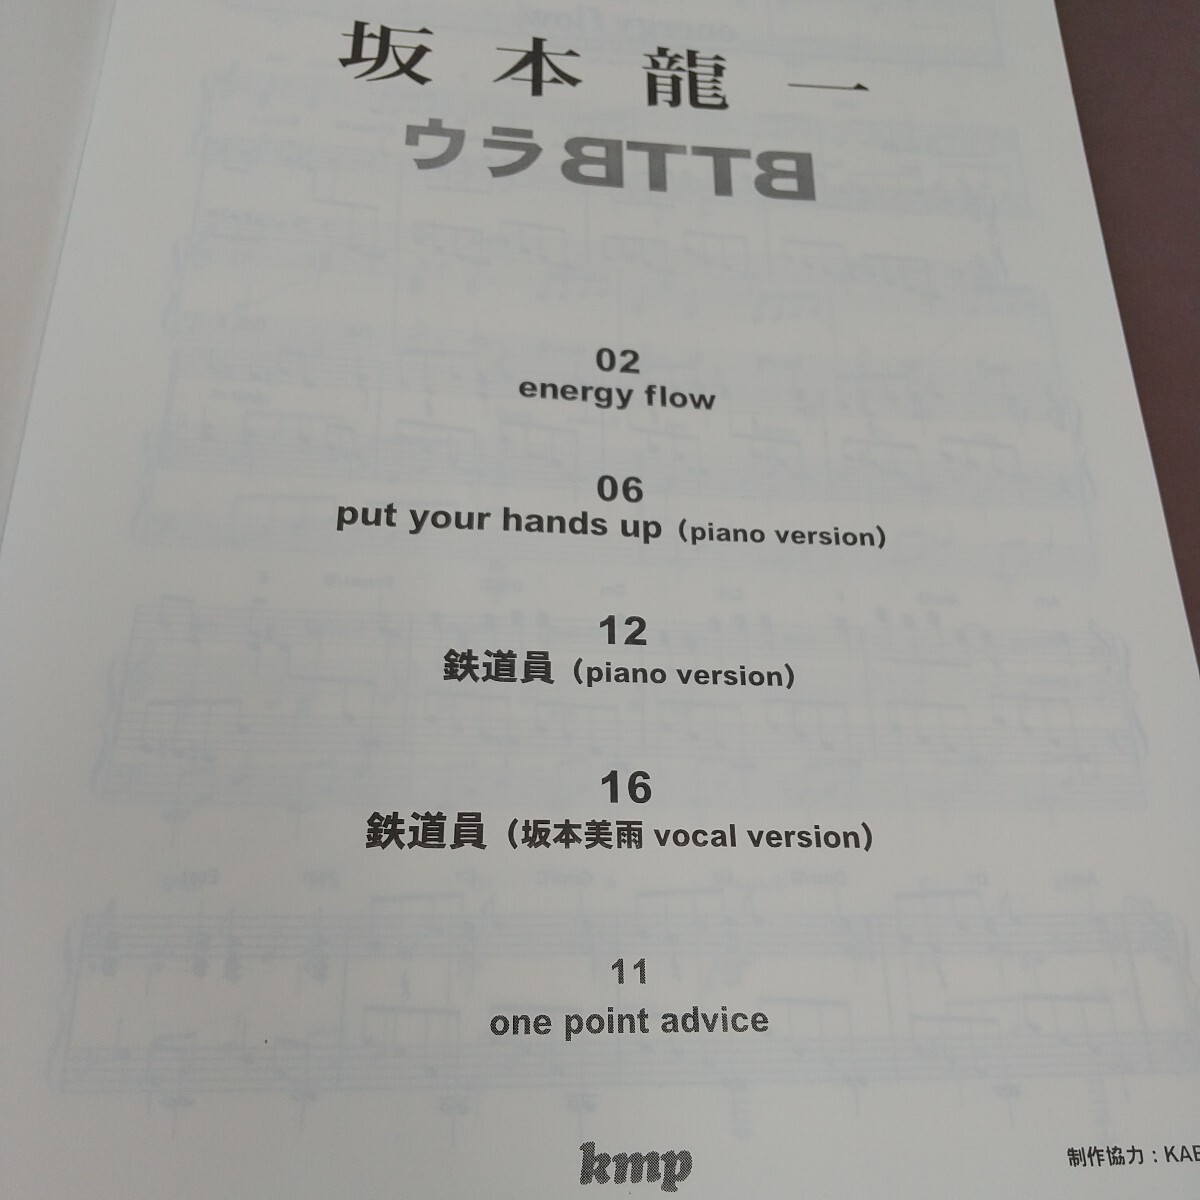 坂本龍一
ウラBTTB
02
energy flow
06
put your hands up（piano version）
12
鉄道員（piano version）
16
鉄道員（坂本美雨 vocal version）
11
one point advice
kmp
制作協力：KAB